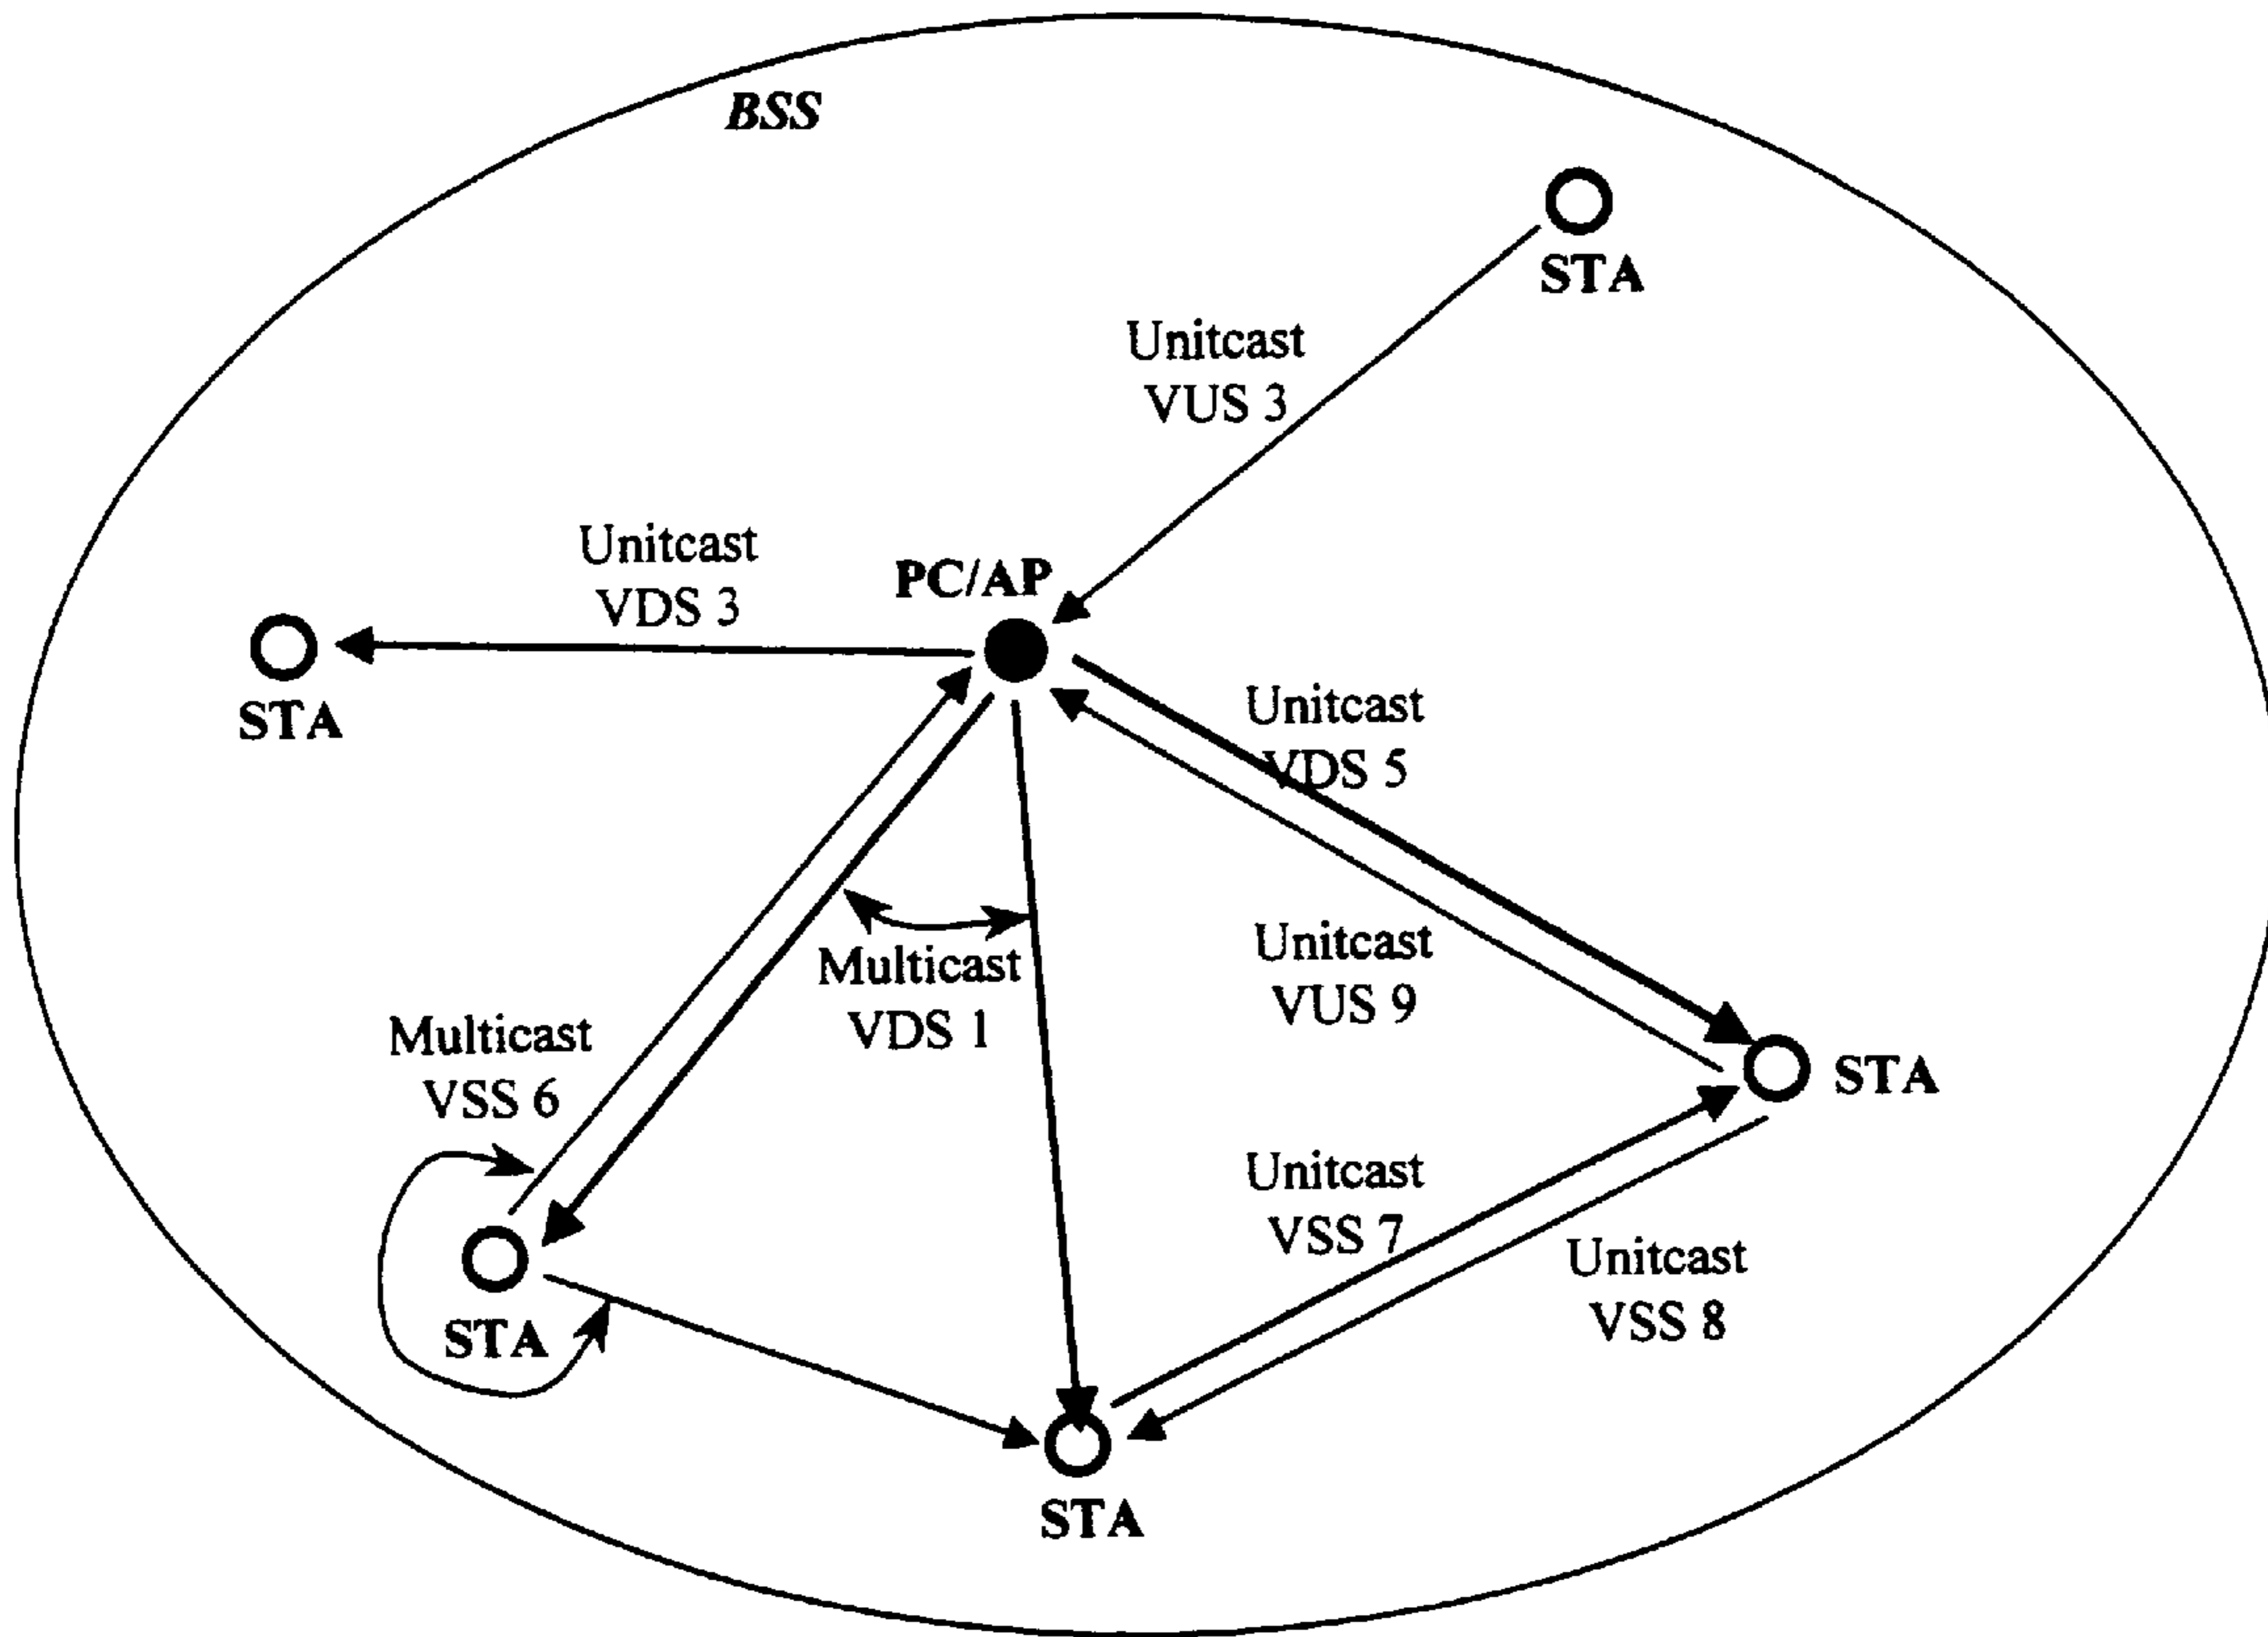 BSS
STA
Unitcast
VUS 3
Unitcast
VDS 3
PC/AP
STA
Unitcast
VDS 5
Multicast
VDS 1
Unitcast
VUS 9
Multicast
VSS 6
STA
Unitcast
VSS 7
Unitcast
VSS 8
STA
STA